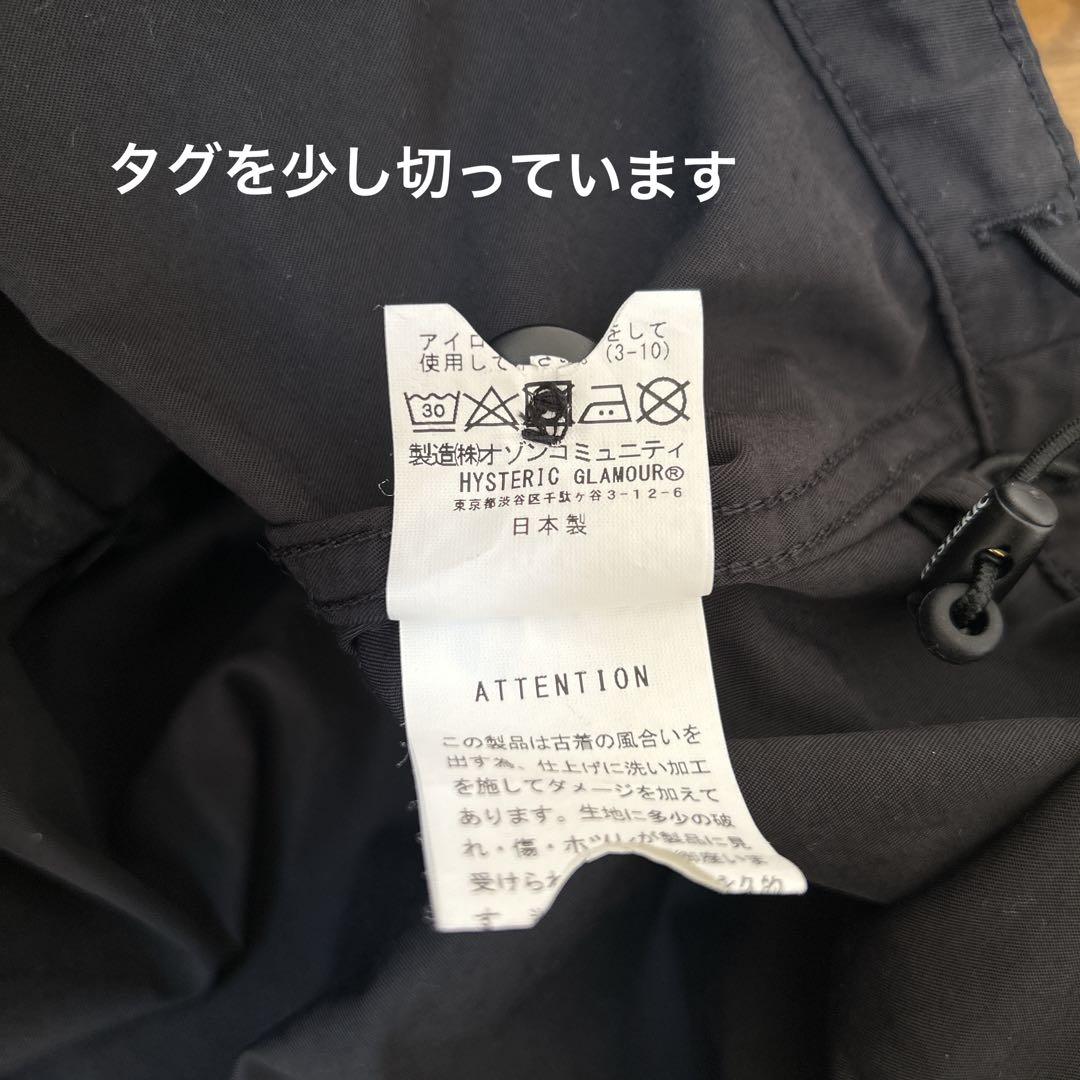 タグを少し切っています
アイロ をして
使用して下さい。(3-10)
30
製造㈱オゾンコミュニティ
HYSTERIC GLAMOUR®
東京都渋谷区千駄ヶ谷3-12-6
日本製
HYSTERIC
ATTENTION
この製品は古着の風合いを
出す為、仕上げに洗い加工
を施してダメージを加えて
あります。生地に多少の破
れ・傷・ホツレが製品に見
受けられ
す。